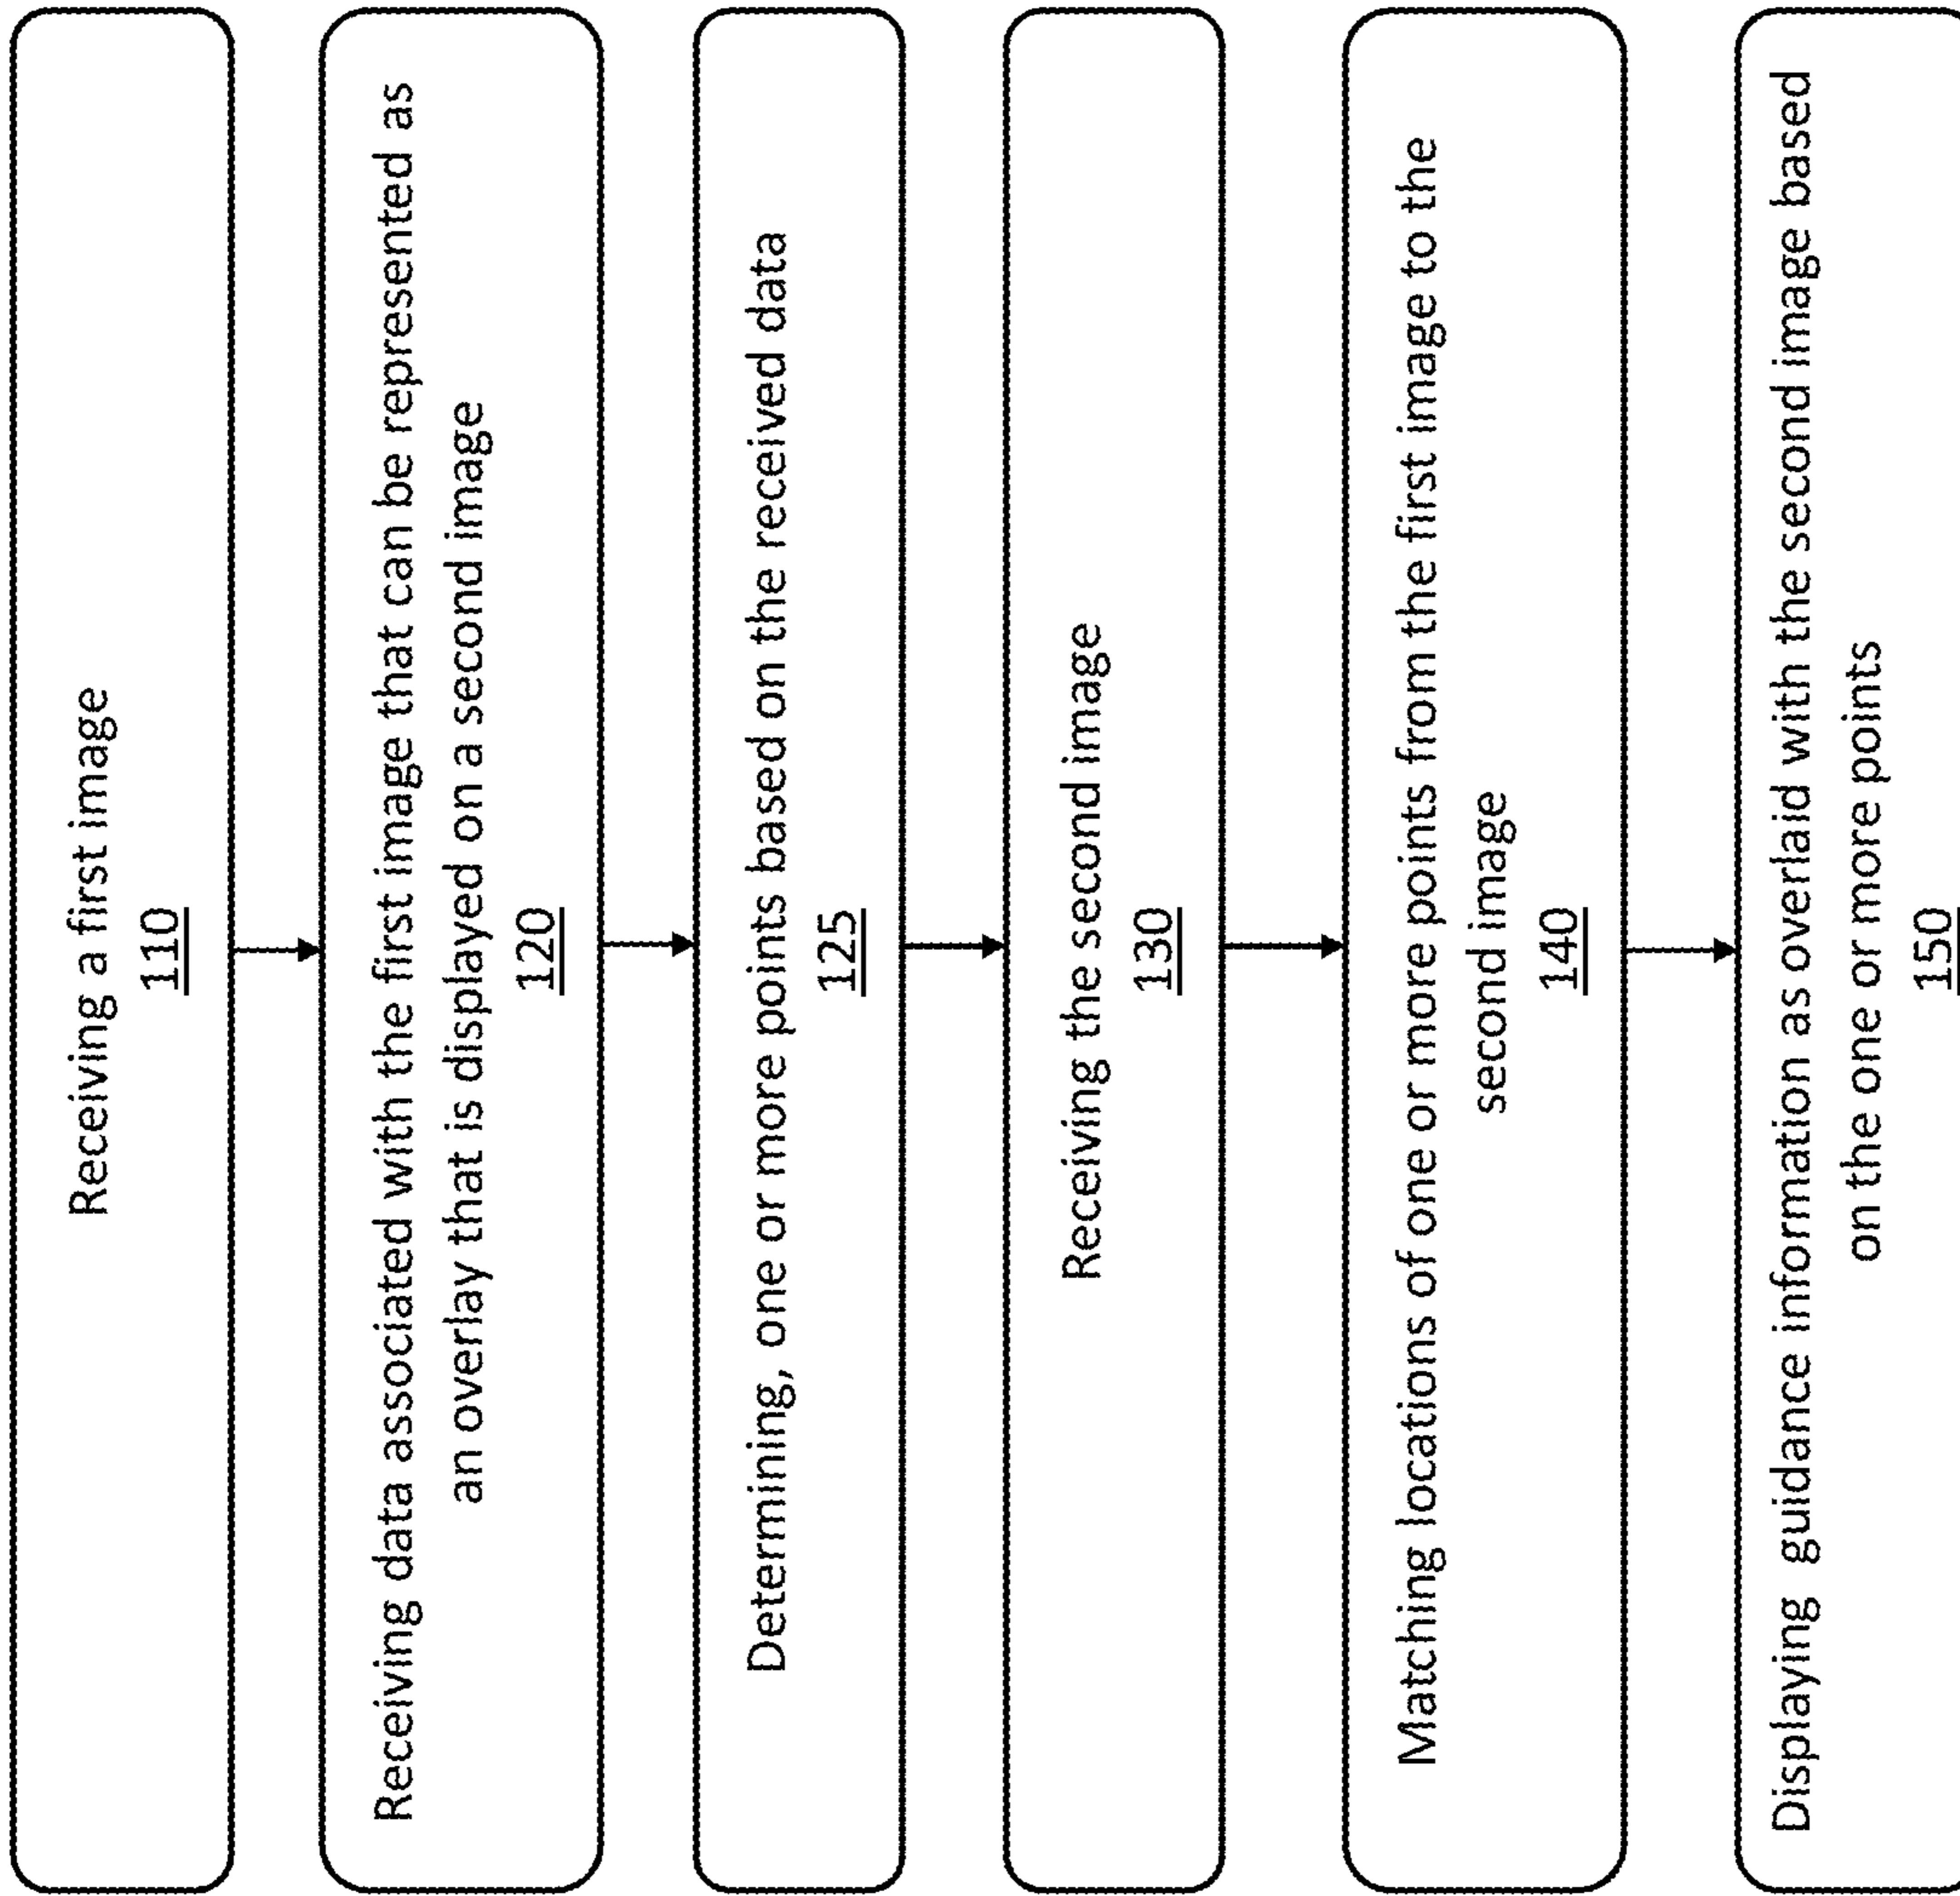 Receiving a first image
110
Receiving data associated with the first image that can be represented as
an overlay that is displayed on a second image
120
Determining, one or more points based on the received data
125
Receiving the second image
130
Matching locations of one or more points from the first image to the
second image
140
Displaying guidance information as overlaid with the second image based
on the one or more points
150